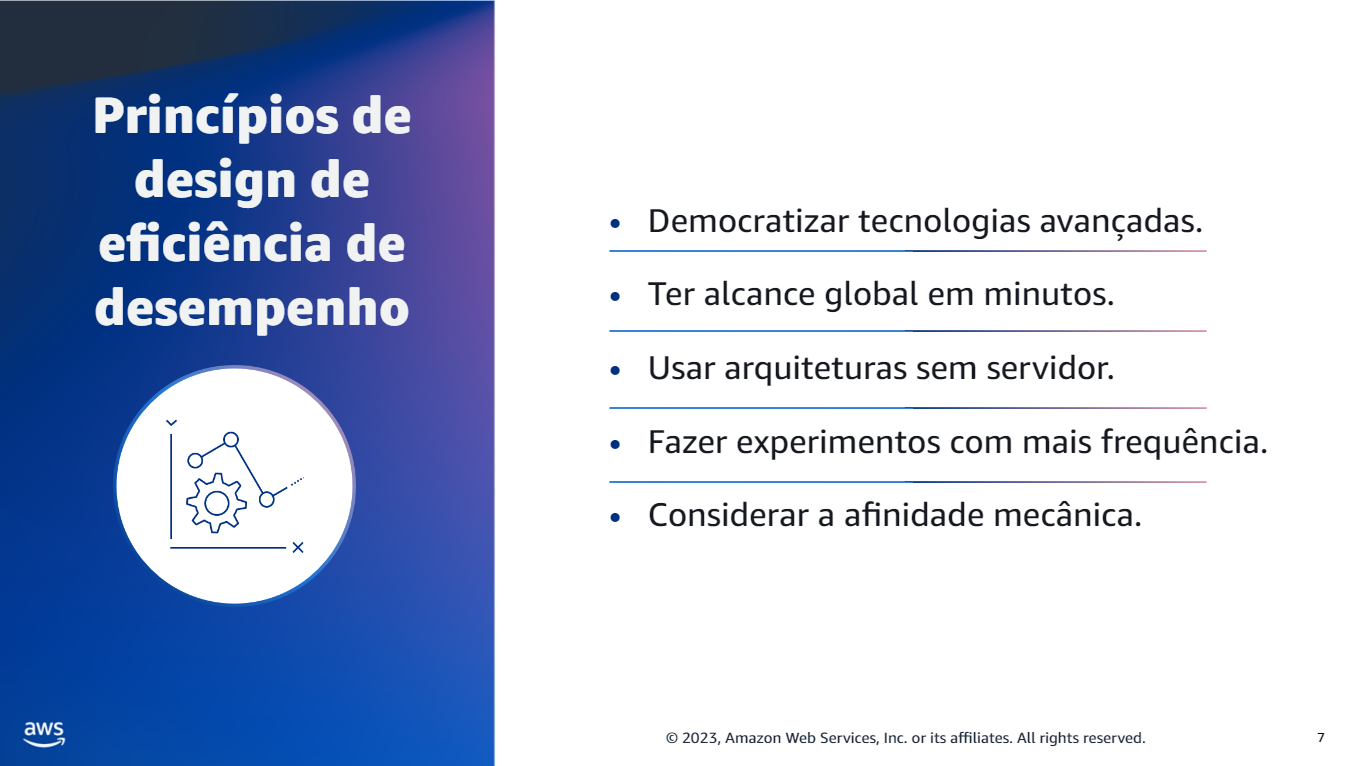 Princípios de
design de
eficiência de
desempenho
• Democratizar tecnologias avançadas.
• Ter alcance global em minutos.
• Usar arquiteturas sem servidor.
• Fazer experimentos com mais frequência.
• Considerar a afinidade mecânica.
aws
© 2023, Amazon Web Services, Inc. or its affiliates. All rights reserved.
7